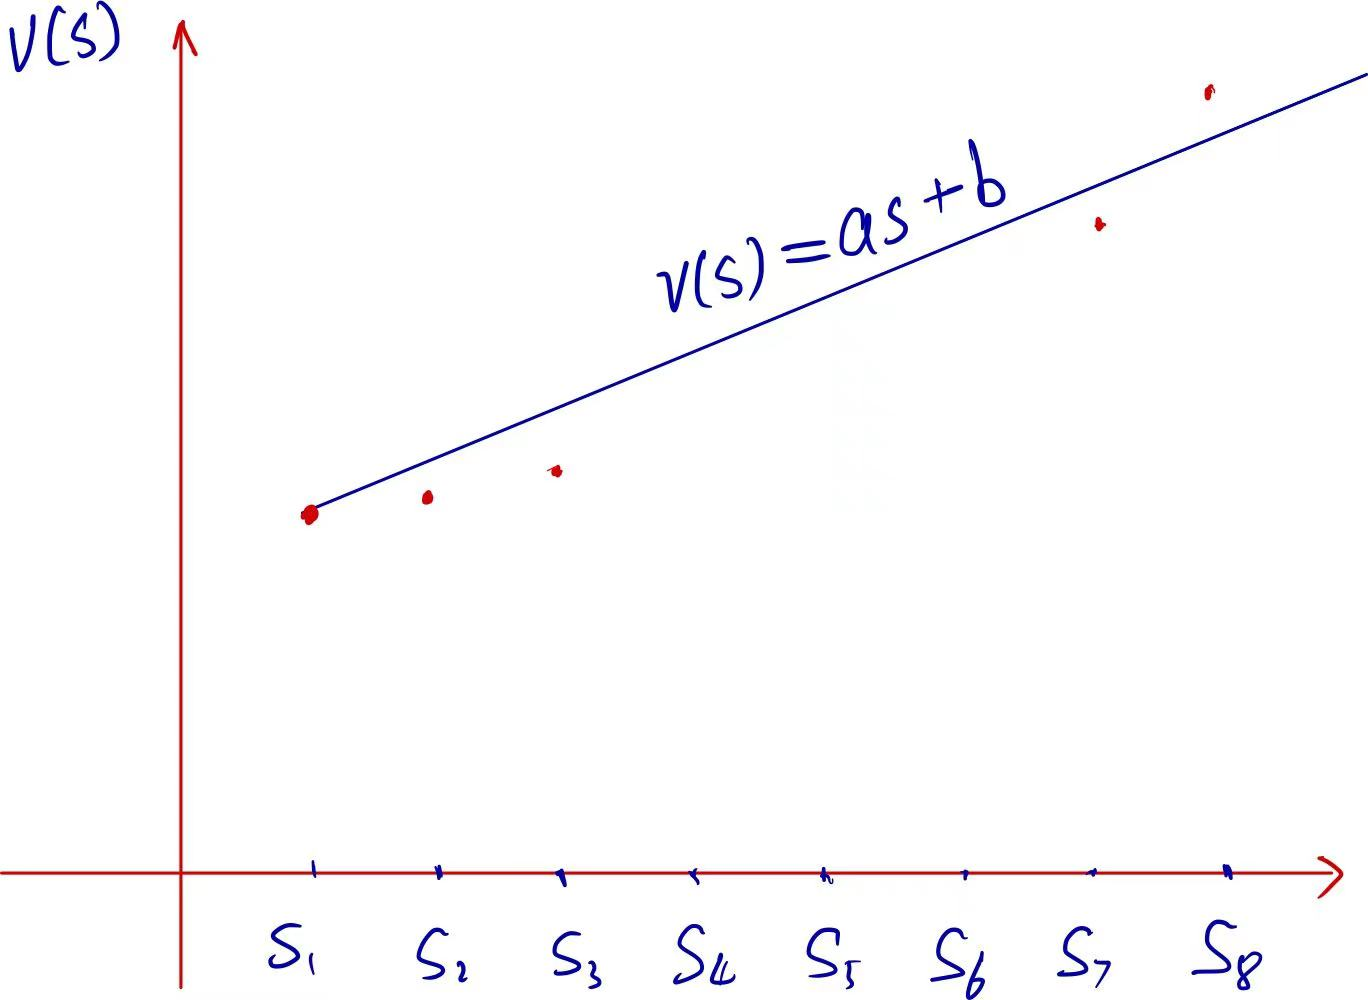 V(s)
v(s) = as + b
S₁ S₂ S₃ S₄ S₅ S₆ S₇ S₈